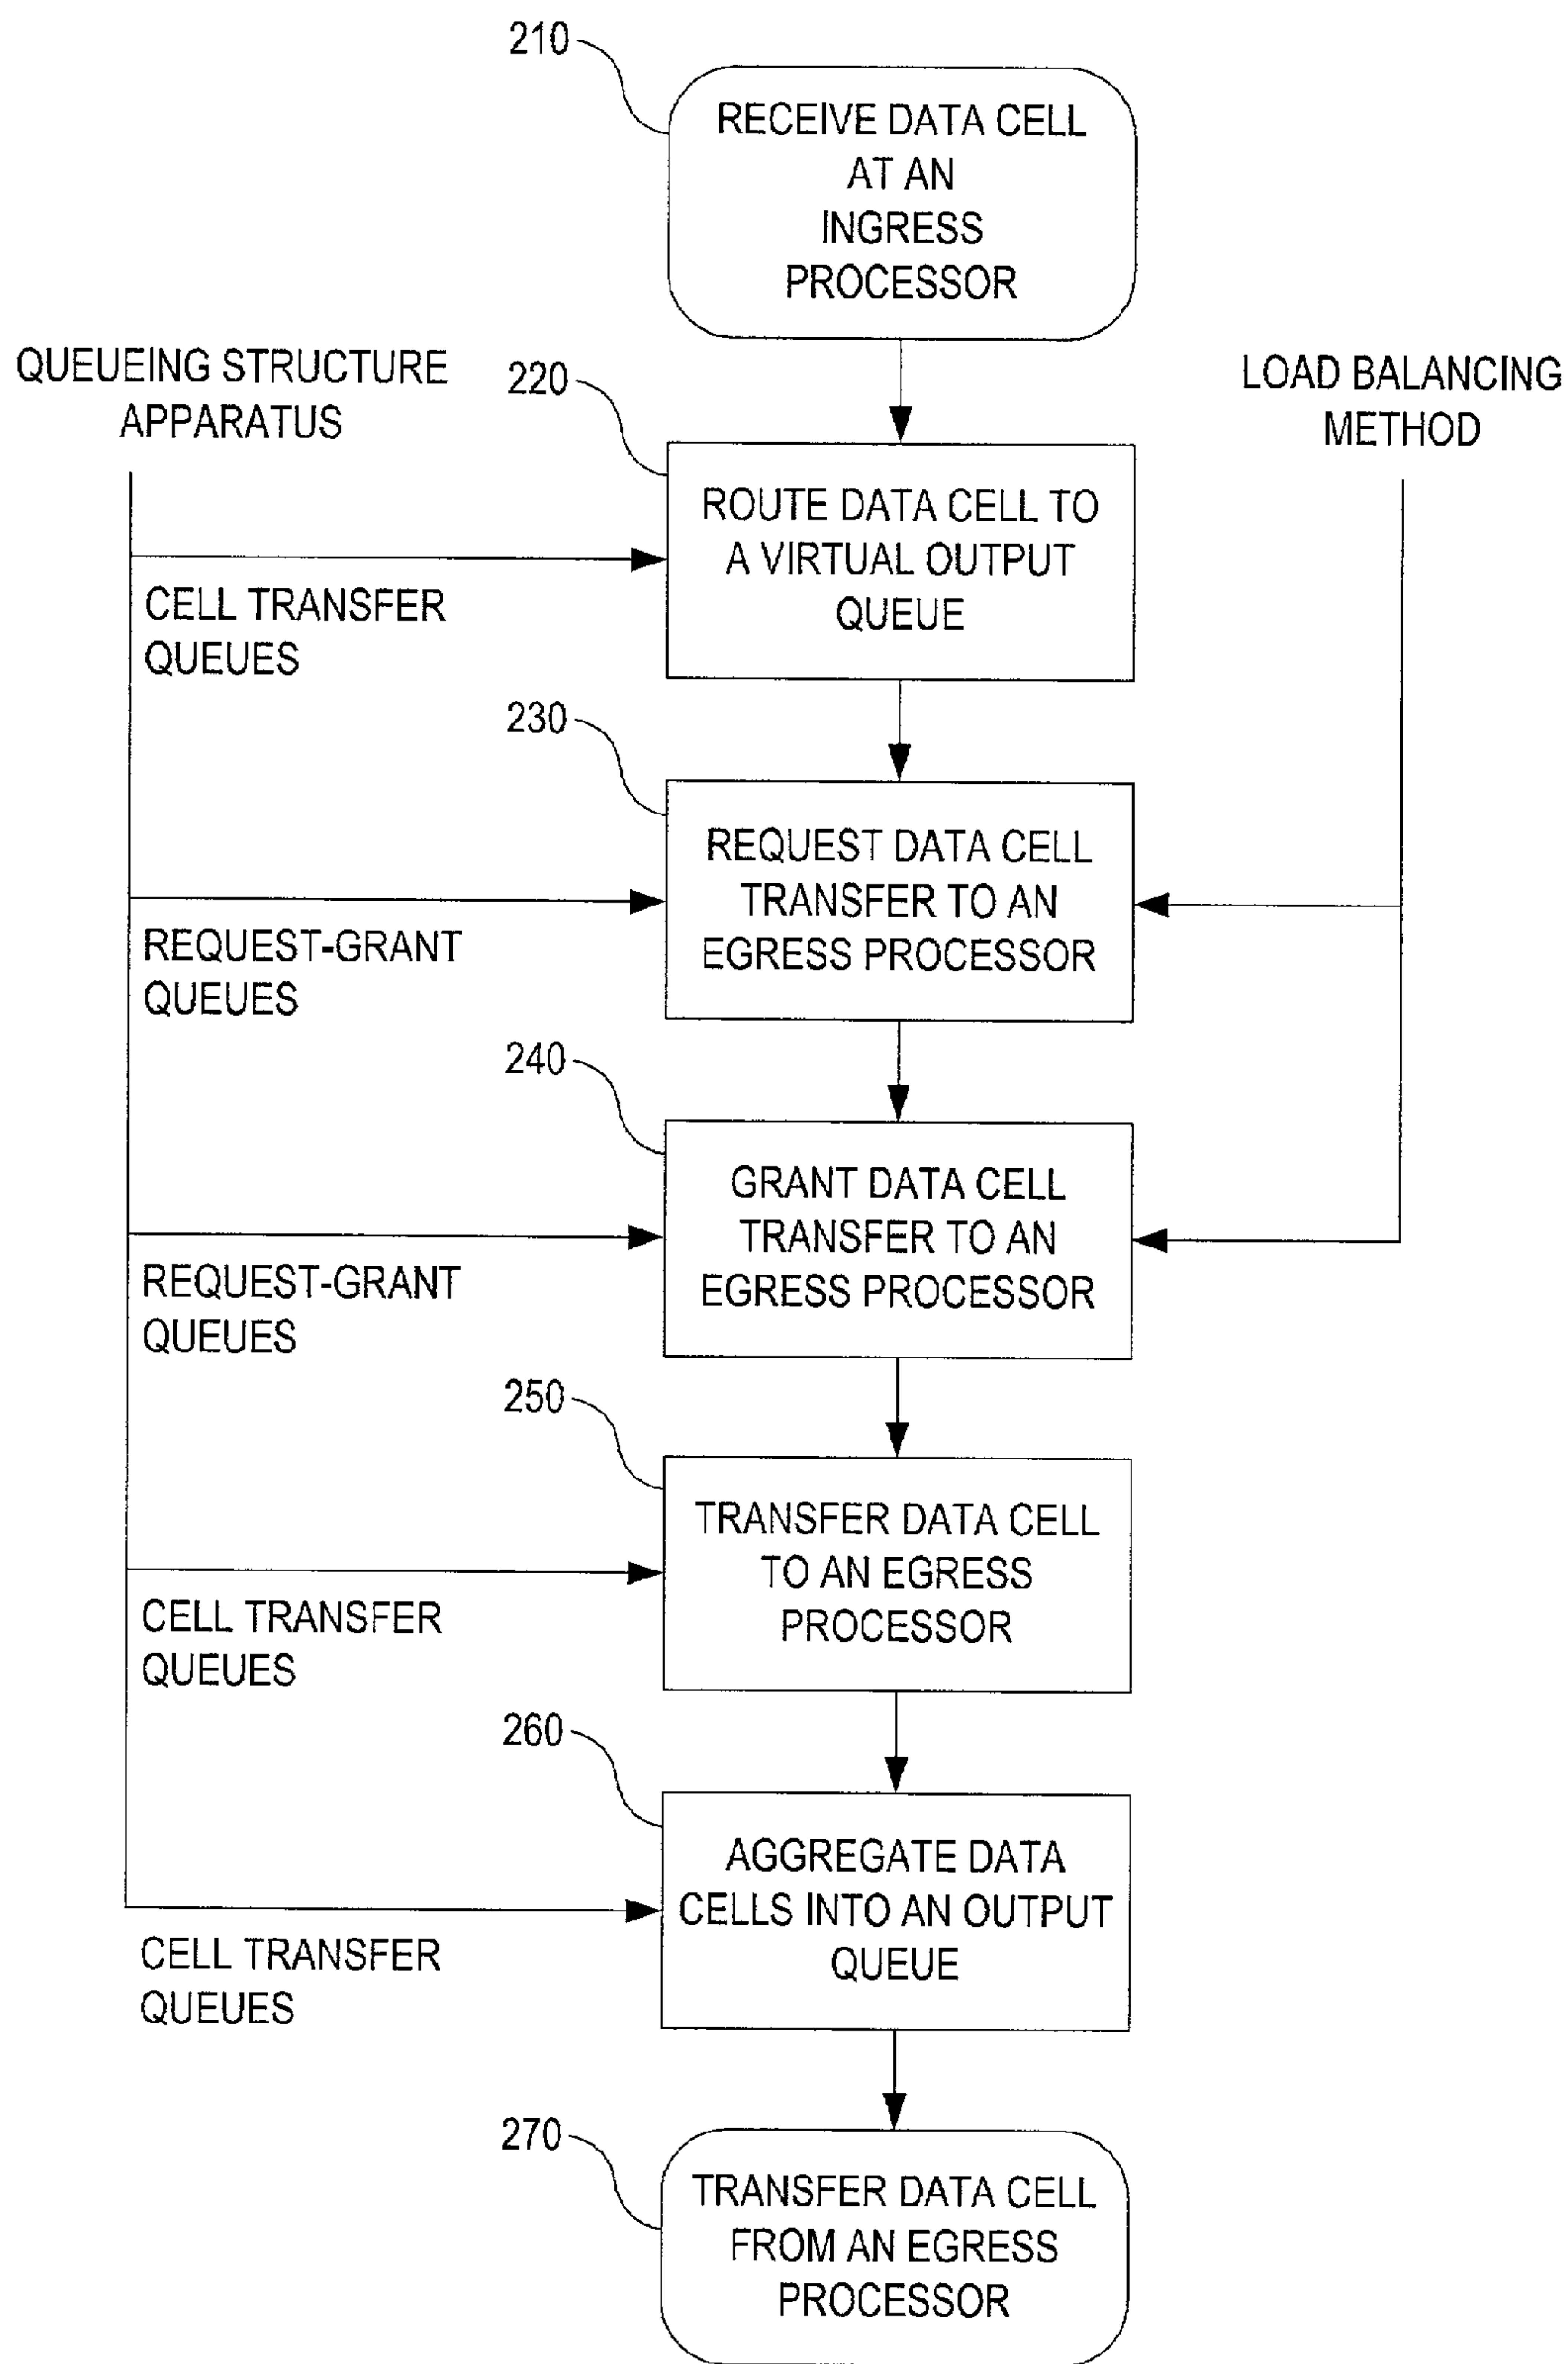 210
RECEIVE DATA CELL
AT AN
INGRESS
PROCESSOR
QUEUEING STRUCTURE
APPARATUS
LOAD BALANCING
METHOD
220
ROUTE DATA CELL TO
A VIRTUAL OUTPUT
QUEUE
CELL TRANSFER
QUEUES
230
REQUEST DATA CELL
TRANSFER TO AN
EGRESS PROCESSOR
REQUEST-GRANT
QUEUES
240
GRANT DATA CELL
TRANSFER TO AN
EGRESS PROCESSOR
REQUEST-GRANT
QUEUES
250
TRANSFER DATA CELL
TO AN EGRESS
PROCESSOR
CELL TRANSFER
QUEUES
260
AGGREGATE DATA
CELLS INTO AN OUTPUT
QUEUE
CELL TRANSFER
QUEUES
270
TRANSFER DATA CELL
FROM AN EGRESS
PROCESSOR